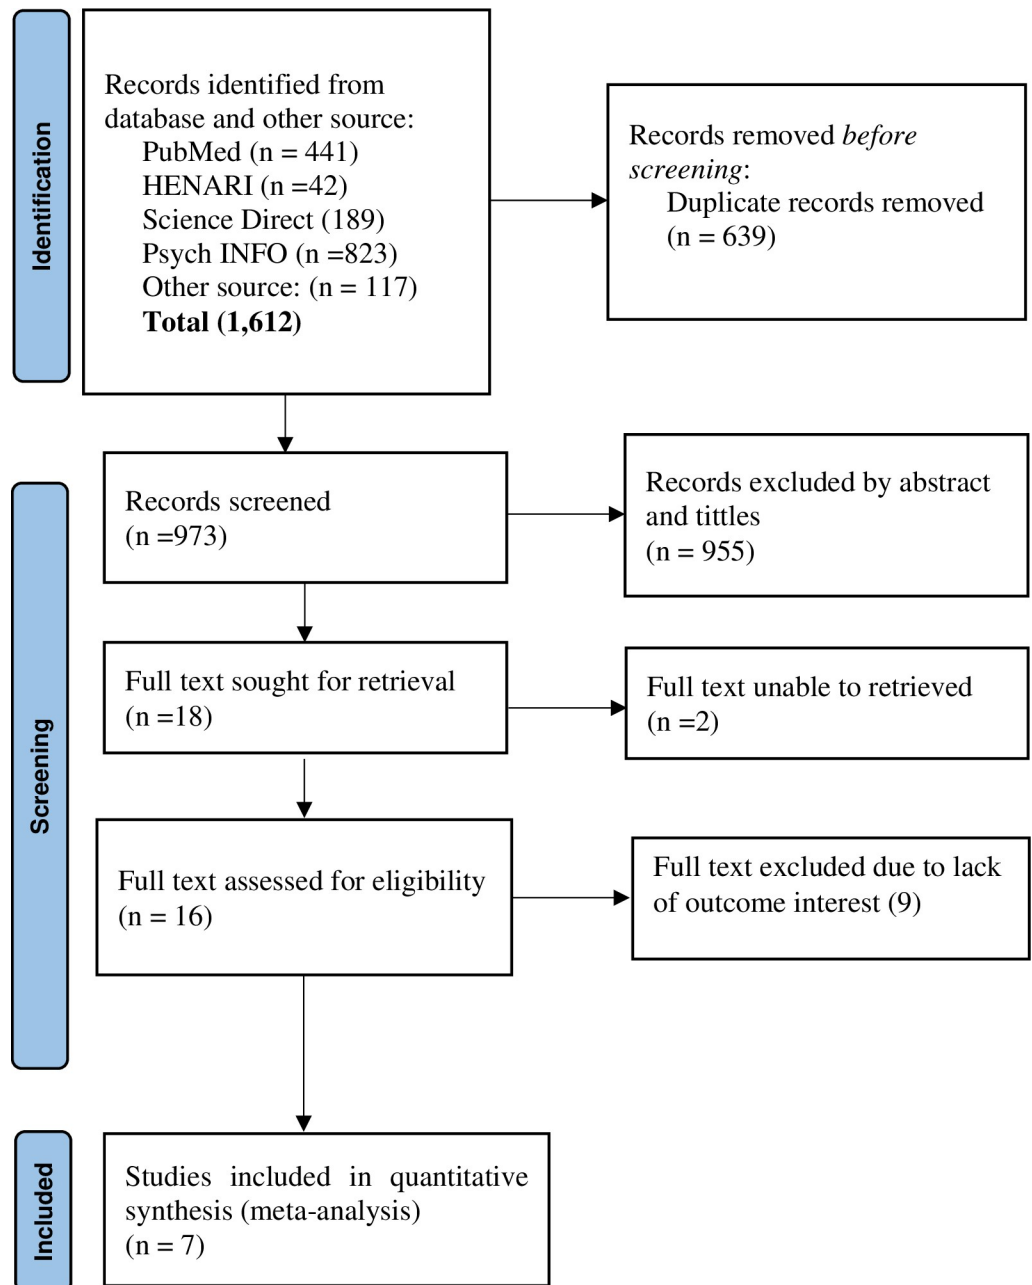 Identification
Records identified from
database and other source:
PubMed (n = 441)
HENARI (n =42)
Science Direct (189)
Psych INFO (n =823)
Other source: (n = 117)
Total (1,612)
Records removed before
screening:
Duplicate records removed
(n = 639)
Screening
Records screened
(n =973)
Records excluded by abstract
and tittles
(n = 955)
Full text sought for retrieval
(n =18)
Full text unable to retrieved
(n =2)
Full text assessed for eligibility
(n = 16)
Full text excluded due to lack
of outcome interest (9)
Included
Studies included in quantitative
synthesis (meta-analysis)
(n = 7)